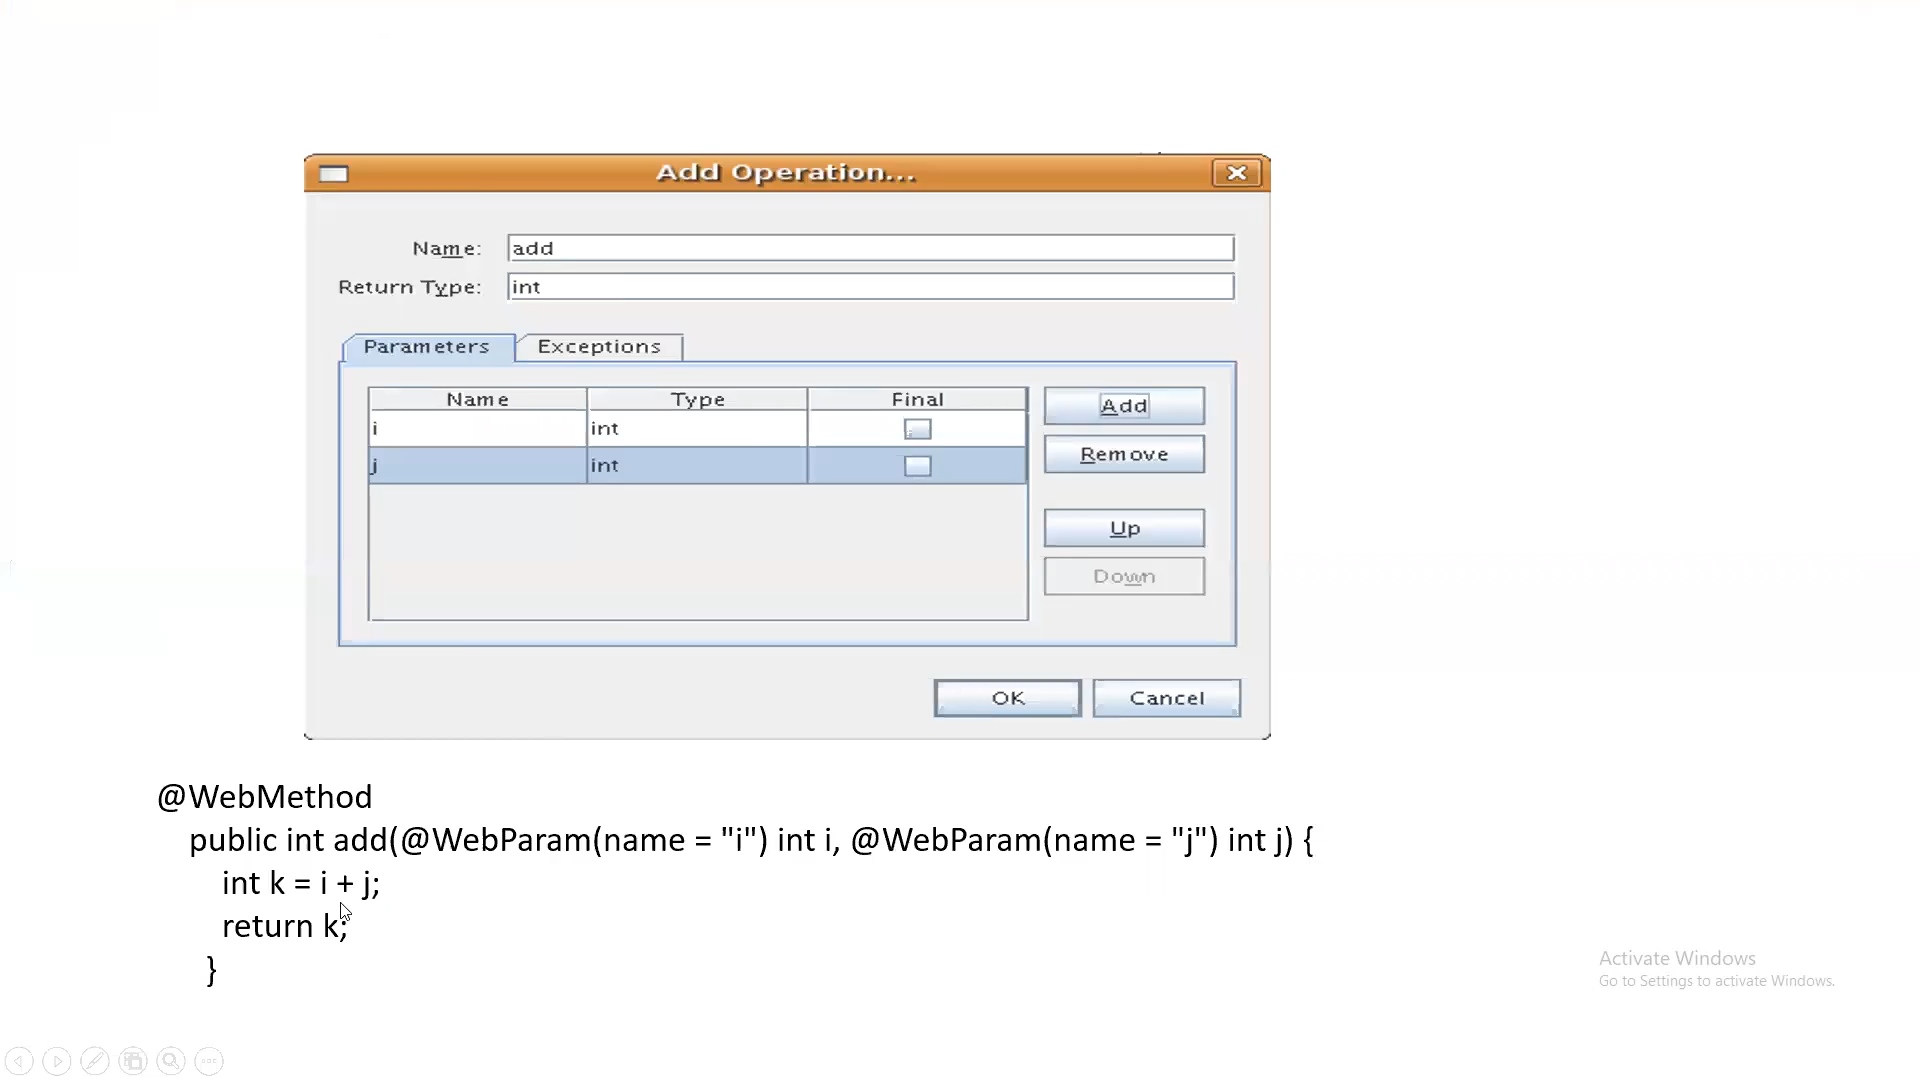 Add Operation...
Name: add
Return Type: int
Parameters Exceptions
Name Type Final
i int
j int
Add
Remove
Up
Down
OK Cancel
@WebMethod
public int add(@WebParam(name = "i") int i, @WebParam(name = "j") int j) {
int k = i + j;
return k;
}
Activate Windows
Go to Settings to activate Windows.